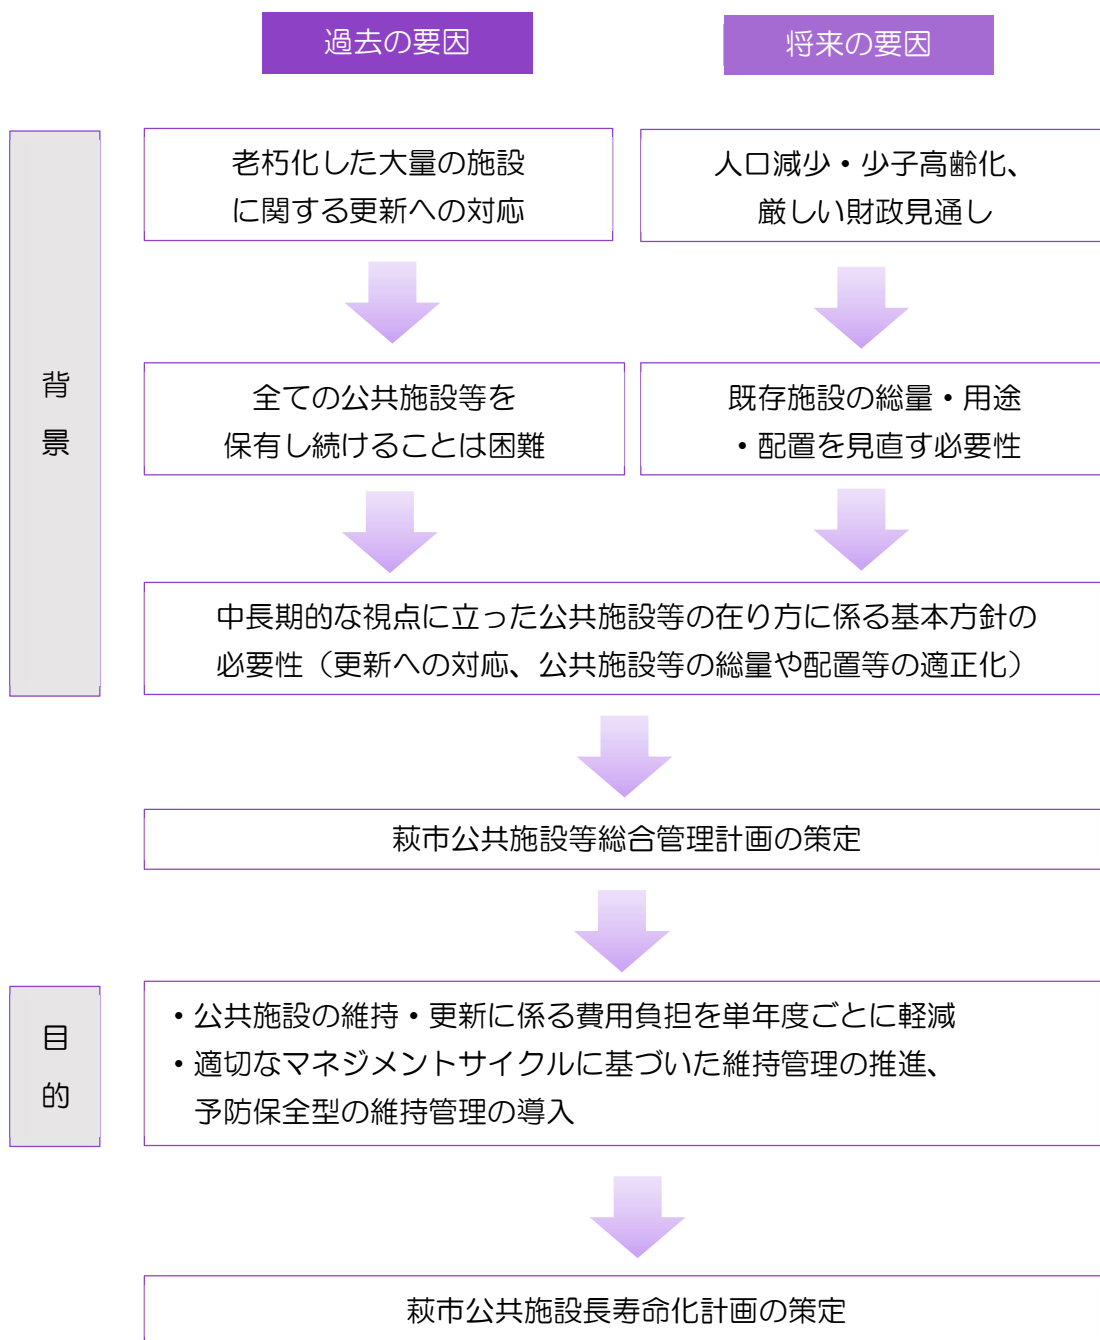 過去の要因
将来の要因
背
景
老朽化した大量の施設
に関する更新への対応
人口減少・少子高齢化、
厳しい財政見通し
全ての公共施設等を
保有し続けることは困難
既存施設の総量・用途
・配置を見直す必要性
中長期的な視点に立った公共施設等の在り方に係る基本方針の
必要性（更新への対応、公共施設等の総量や配置等の適正化）
萩市公共施設等総合管理計画の策定
目
的
・公共施設の維持・更新に係る費用負担を単年度ごとに軽減
・適切なマネジメントサイクルに基づいた維持管理の推進、
予防保全型の維持管理の導入
萩市公共施設長寿命化計画の策定